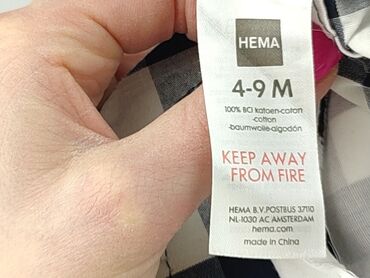 HEMA
4-9 M
100% BCI katoen-coton
-cotton
-baumwolle-algodón
KEEP AWAY
FROM FIRE
HEMA B.V. POSTBUS 37110
NL-1030 AC AMSTERDAM
hema.com
made in China